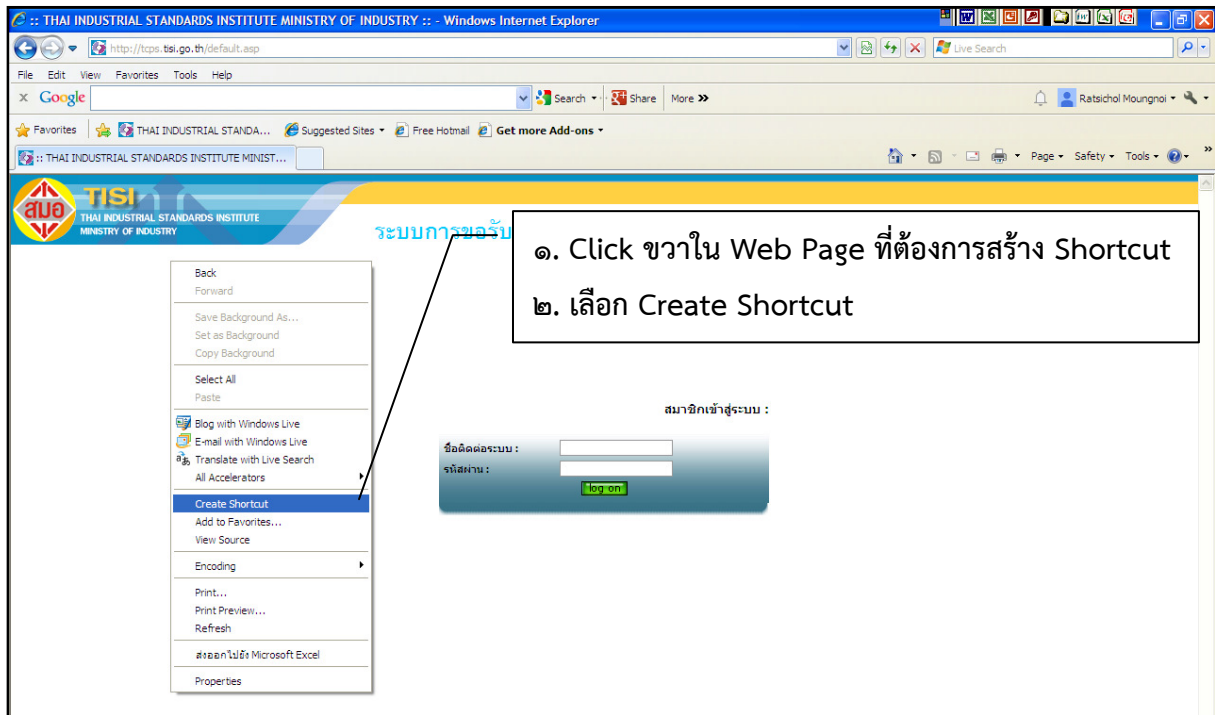 :: THAI INDUSTRIAL STANDARDS INSTITUTE MINISTRY OF INDUSTRY :: - Windows Internet Explorer
http://tcps.tisi.go.th/default.asp
Live Search
File Edit View Favorites Tools Help
x Google Search Share More » Ratsichol Moungnoi
Favorites THAI INDUSTRIAL STANDA... Suggested Sites Free Hotmail Get more Add-ons
:: THAI INDUSTRIAL STANDARDS INSTITUTE MINIST... Page Safety Tools »
สมอ
TISI
THAI INDUSTRIAL STANDARDS INSTITUTE
MINISTRY OF INDUSTRY
ระบบการขอรับ
๑. Click ขวาใน Web Page ที่ต้องการสร้าง Shortcut
๒. เลือก Create Shortcut
Back
Forward
Save Background As...
Set as Background
Copy Background
Select All
Paste
Blog with Windows Live
E-mail with Windows Live
Translate with Live Search
All Accelerators
Create Shortcut
Add to Favorites...
View Source
Encoding
Print...
Print Preview...
Refresh
ส่งออกไปยัง Microsoft Excel
Properties
สมาชิกเข้าสู่ระบบ :
ชื่อติดต่อระบบ :
รหัสผ่าน :
log on